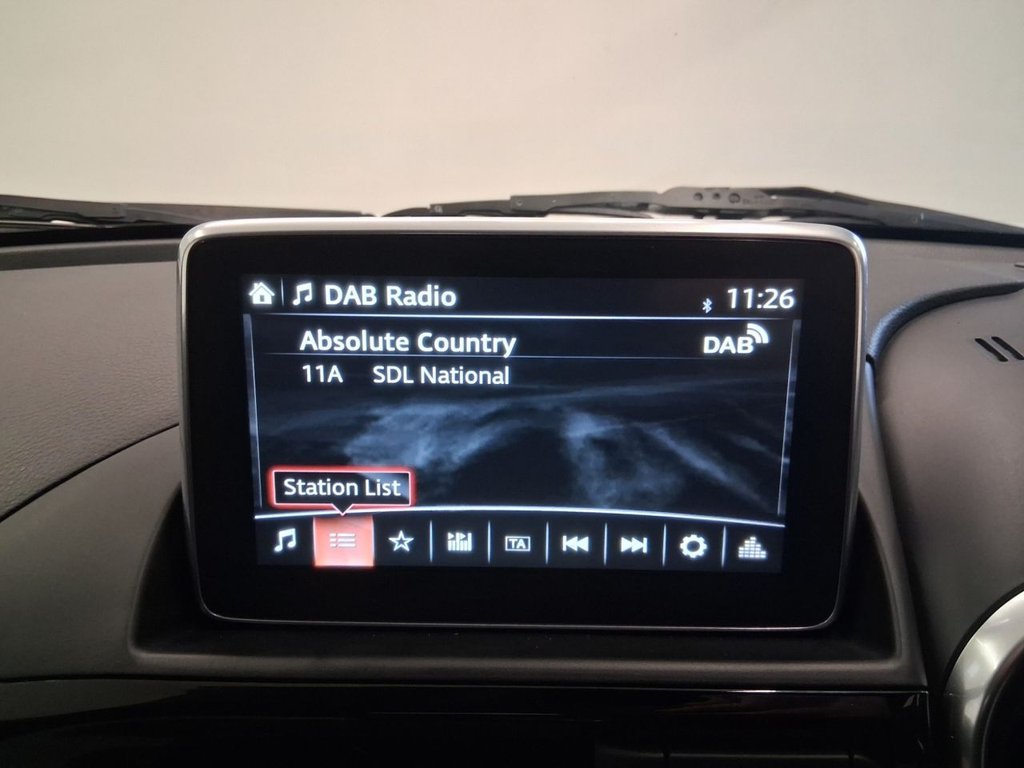 DAB Radio
11:26
Absolute Country
DAB
11A SDL National
Station List
TA